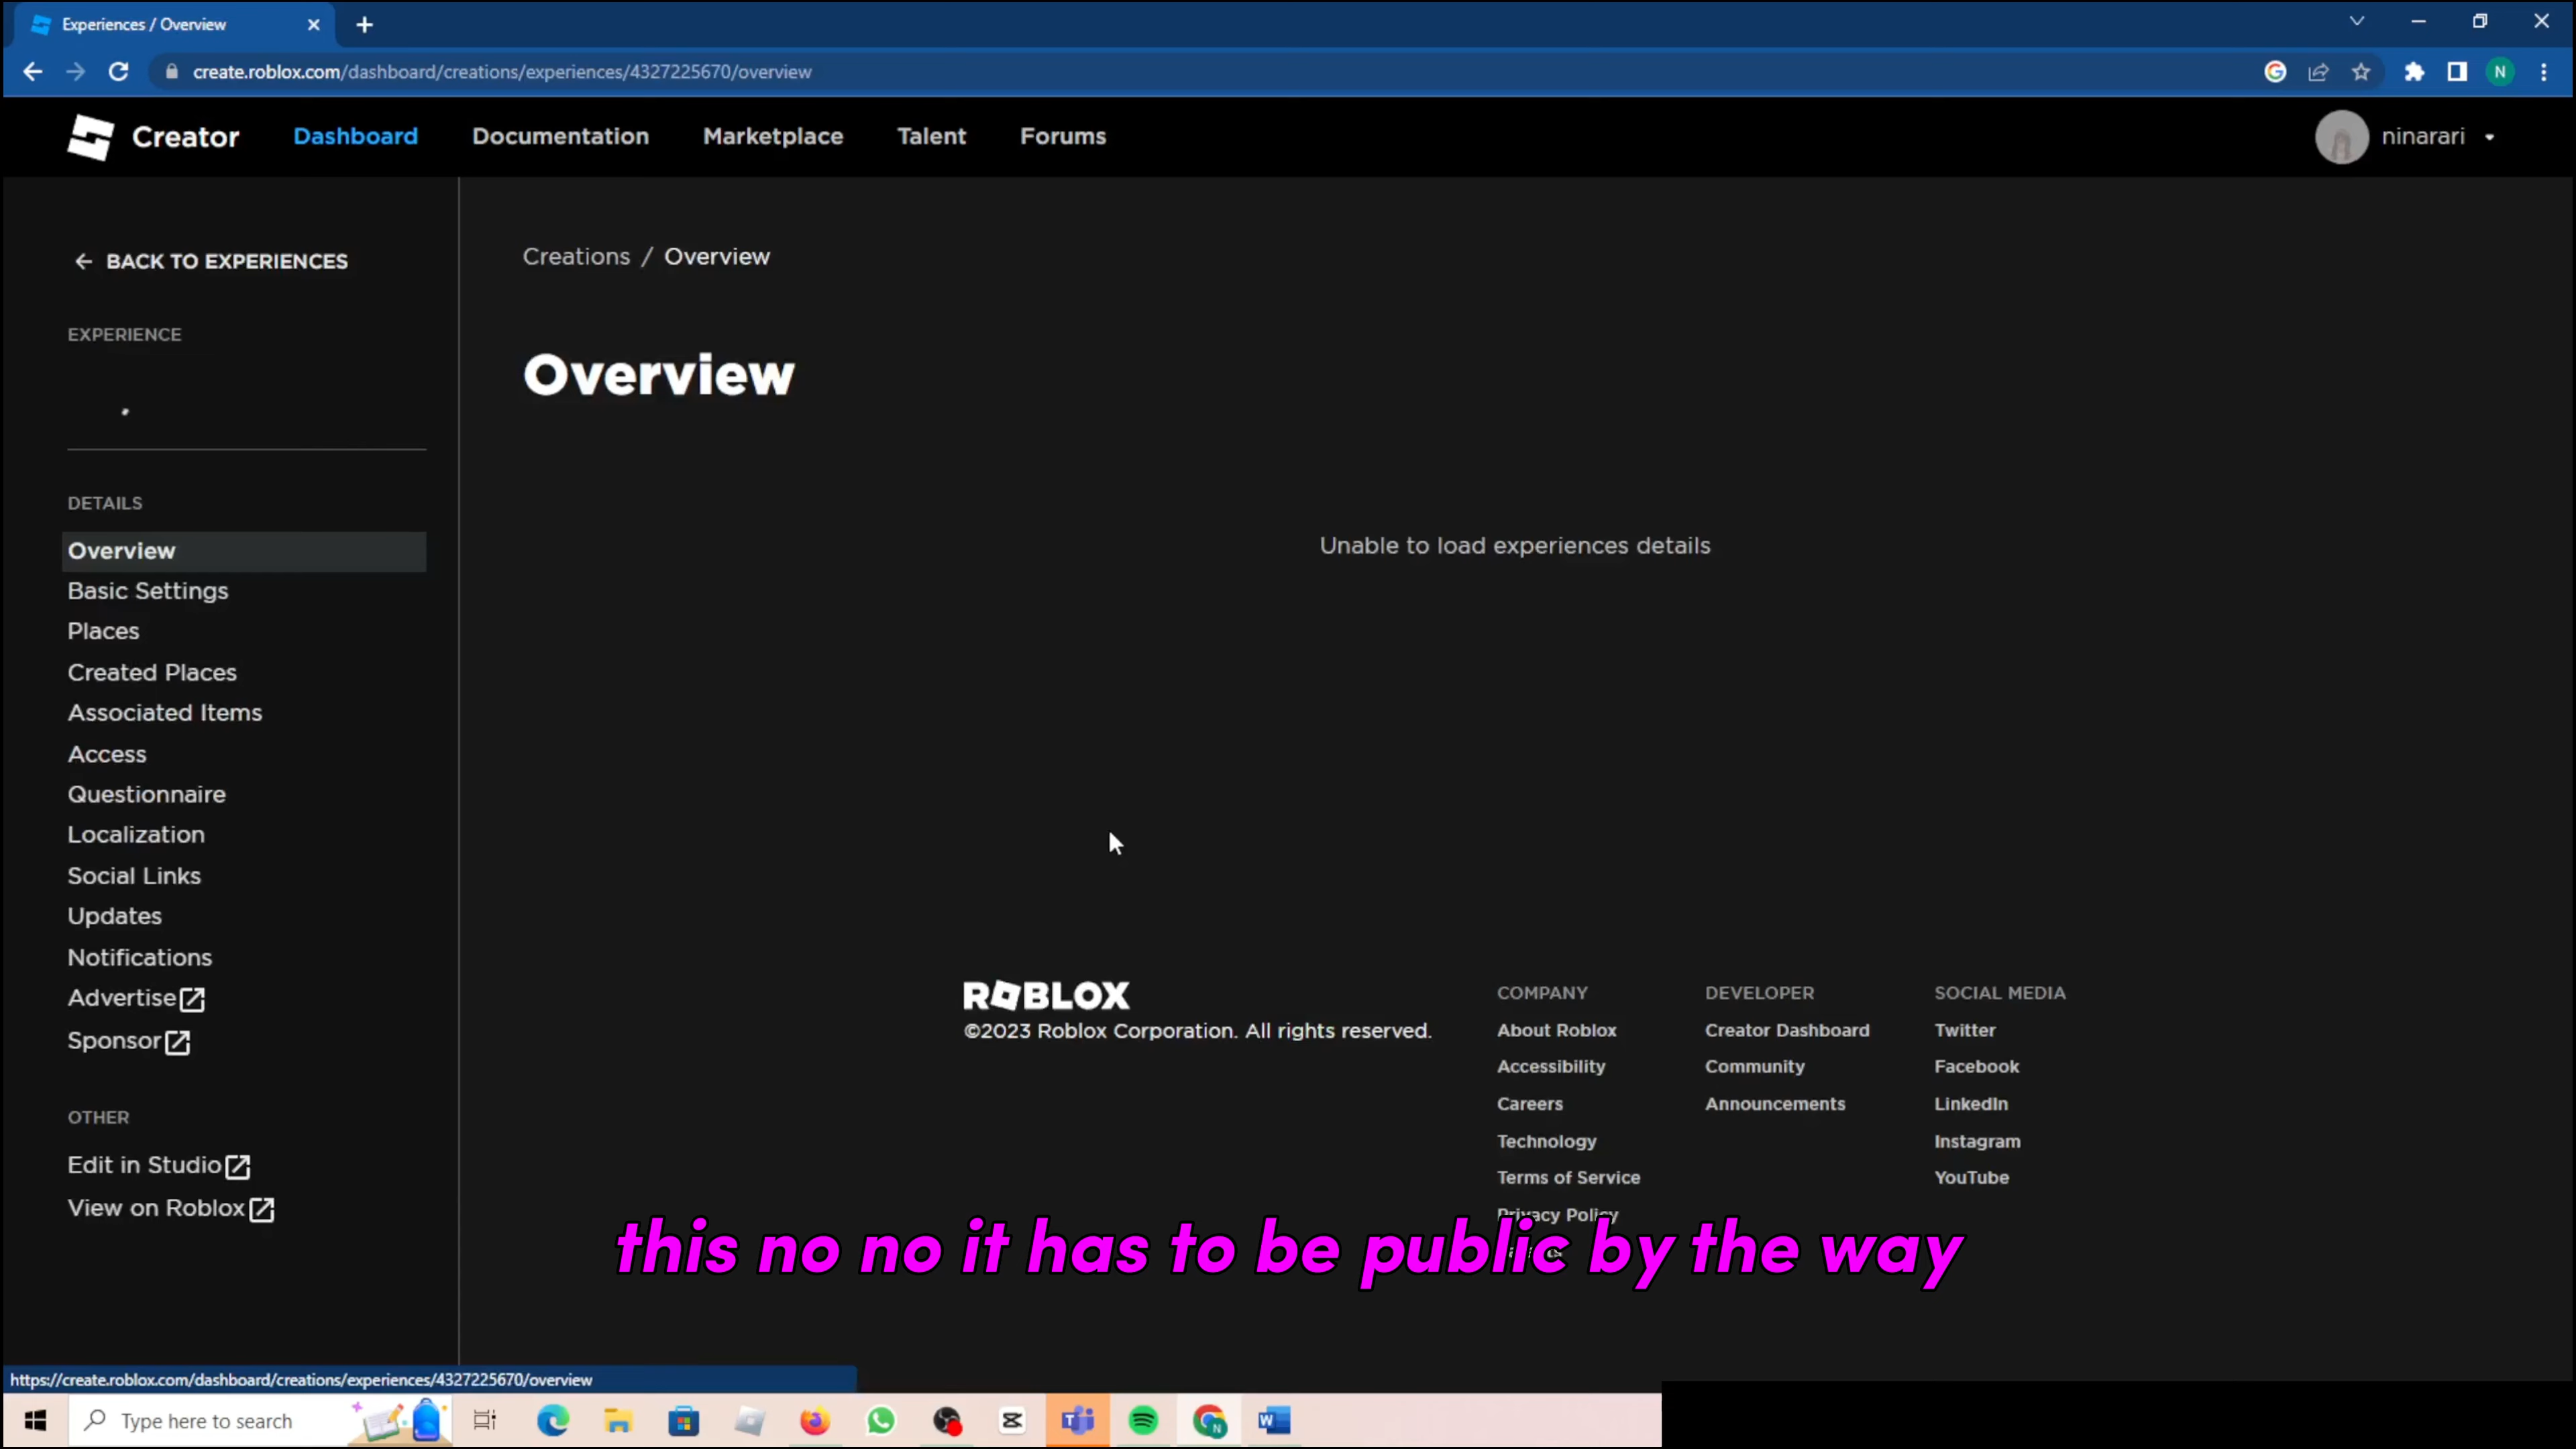 Experiences / Overview
create.roblox.com/dashboard/creations/experiences/4327225670/overview
N
Creator
Dashboard
Documentation
Marketplace
Talent
Forums
ninarari
BACK TO EXPERIENCES
EXPERIENCE
DETAILS
Overview
Basic Settings
Places
Created Places
Associated Items
Access
Questionnaire
Localization
Social Links
Updates
Notifications
Advertise
Sponsor
OTHER
Edit in Studio
View on Roblox
Creations / Overview
Overview
Unable to load experiences details
ROBLOX
©2023 Roblox Corporation. All rights reserved.
COMPANY
About Roblox
Accessibility
Careers
Technology
Terms of Service
Privacy Policy
DEVELOPER
Creator Dashboard
Community
Announcements
SOCIAL MEDIA
Twitter
Facebook
LinkedIn
Instagram
YouTube
this no no it has to be public by the way
https://create.roblox.com/dashboard/creations/experiences/4327225670/overview
Type here to search